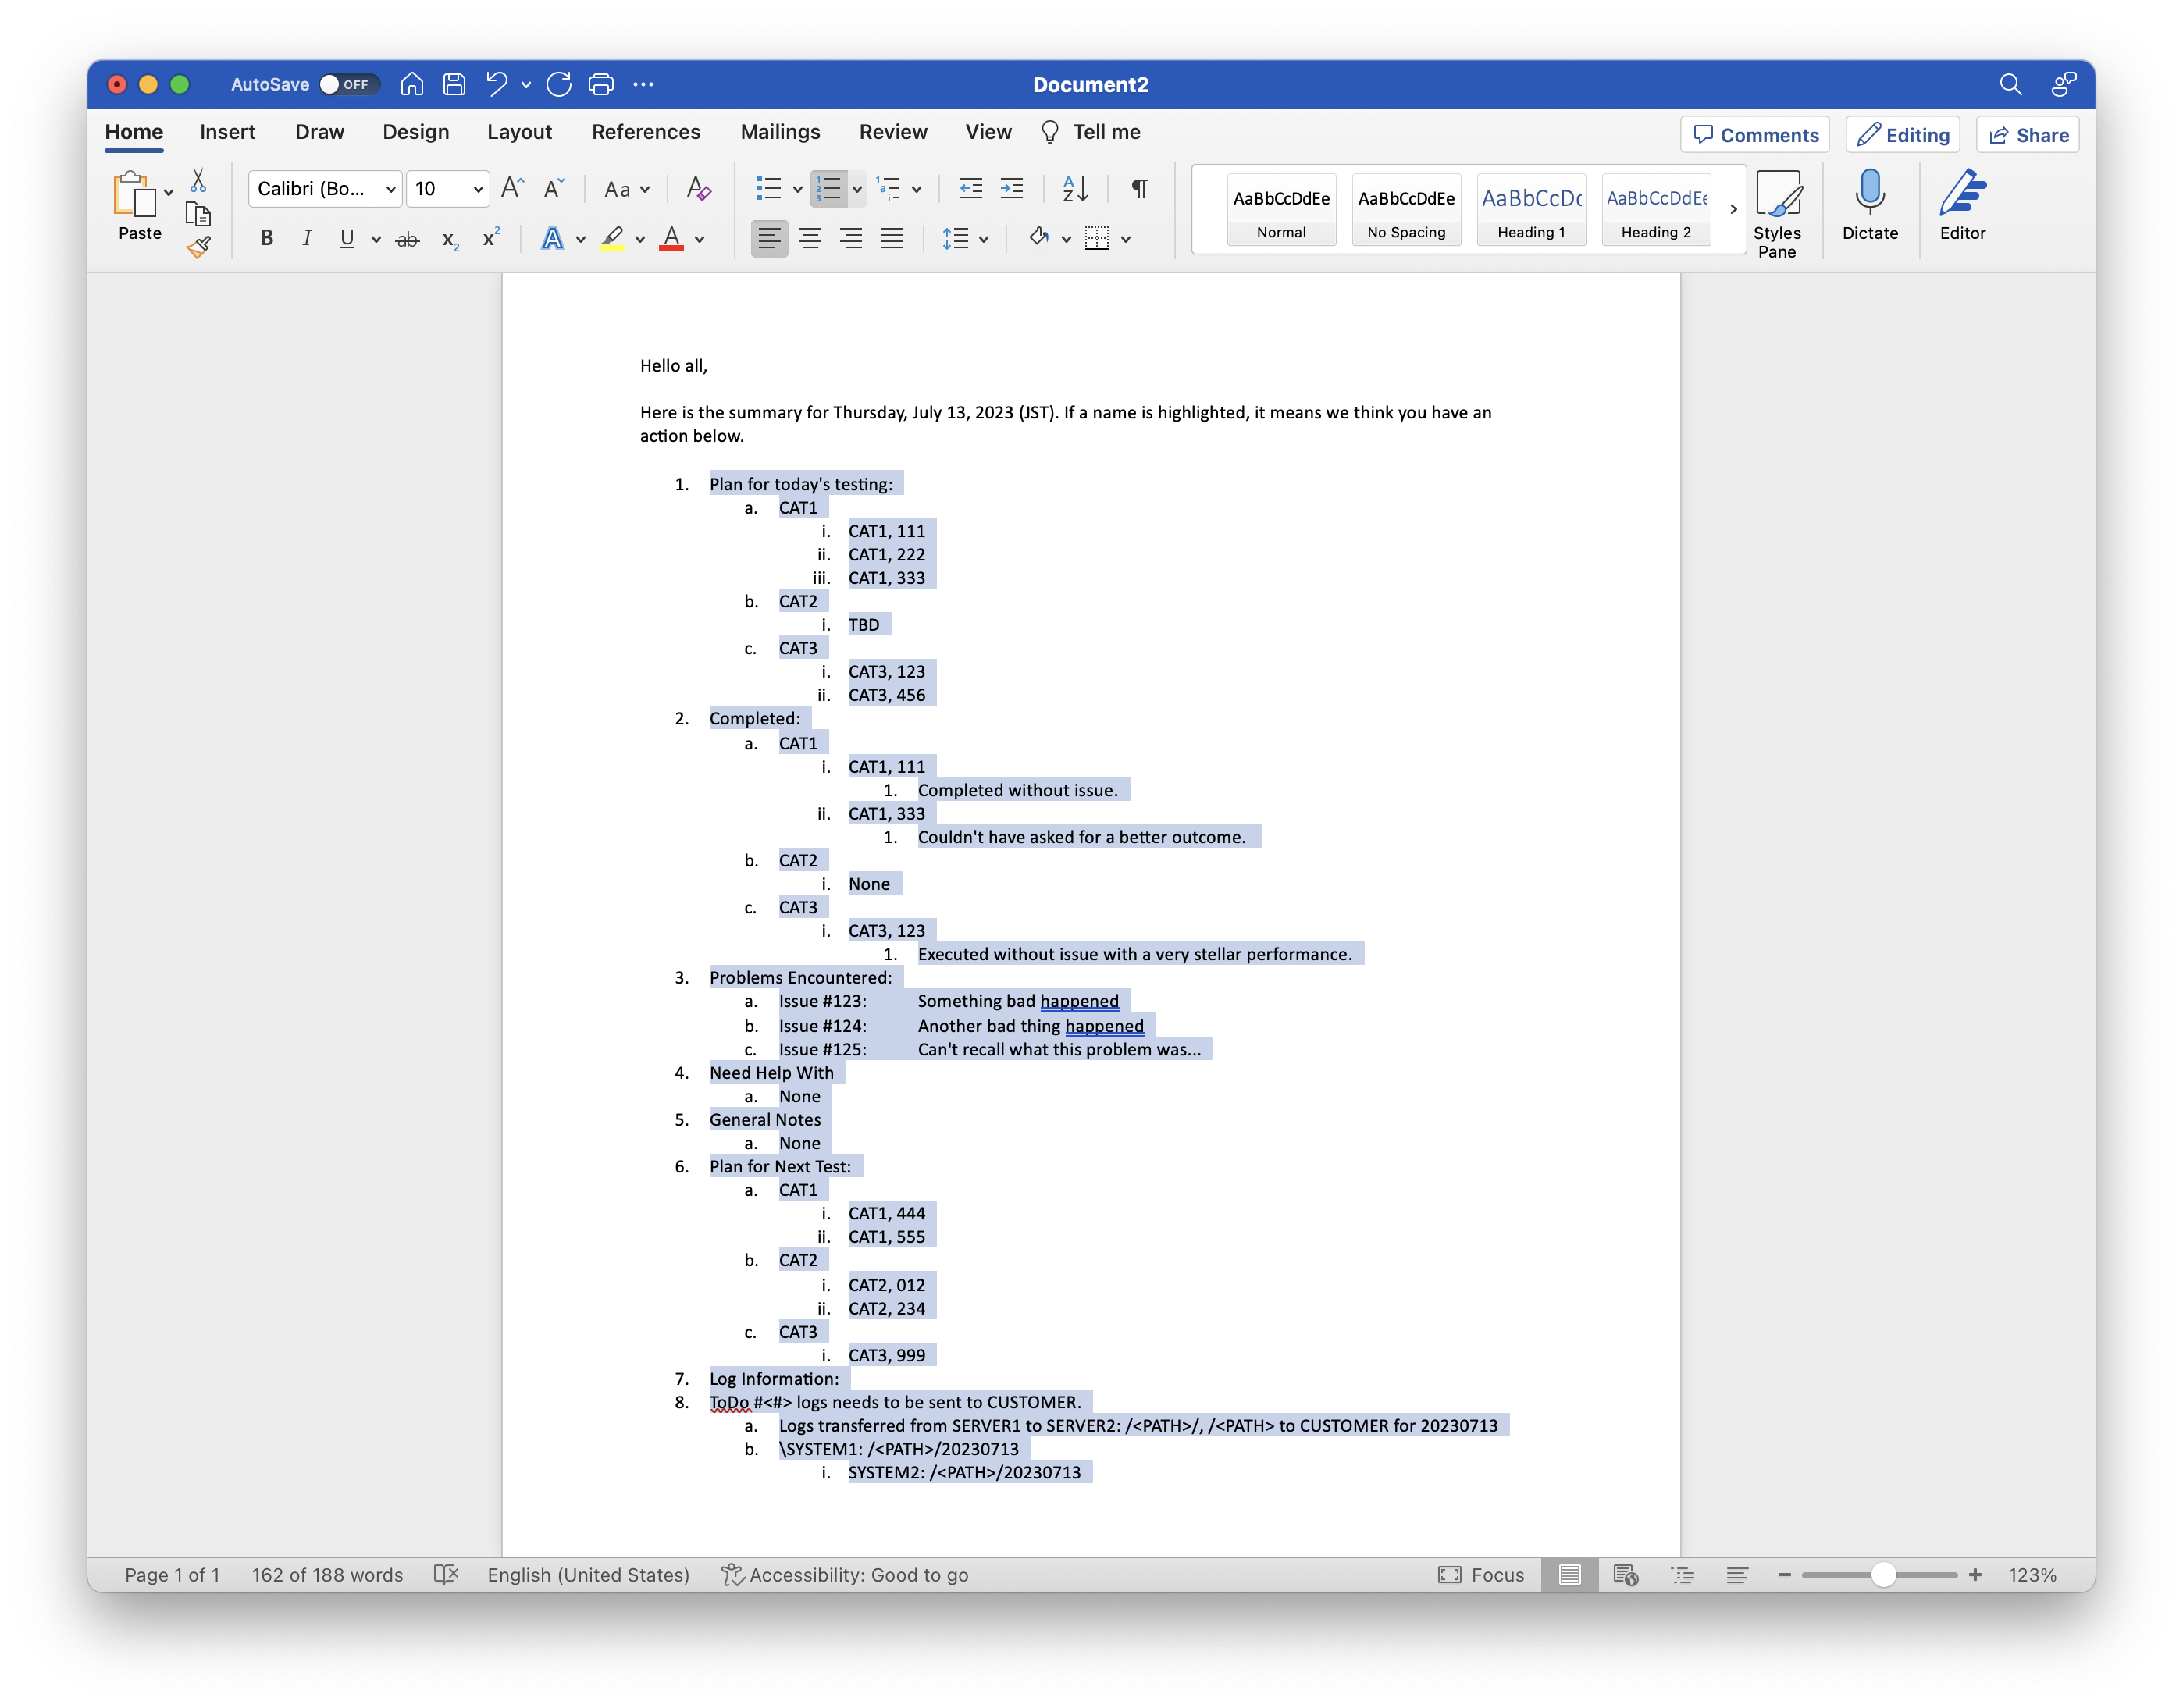 AutoSave OFF
Document2
Home Insert Draw Design Layout References Mailings Review View Tell me
Comments Editing Share
Paste
Calibri (Bo... 10
AaBbCcDdEe AaBbCcDdEe AaBbCcDc AaBbCcDdEe
Normal No Spacing Heading 1 Heading 2
Styles Pane
Dictate
Editor
Hello all,
Here is the summary for Thursday, July 13, 2023 (JST). If a name is highlighted, it means we think you have an
action below.
1. Plan for today's testing:
a. CAT1
i. CAT1, 111
ii. CAT1, 222
iii. CAT1, 333
b. CAT2
i. TBD
c. CAT3
i. CAT3, 123
ii. CAT3, 456
2. Completed:
a. CAT1
i. CAT1, 111
1. Completed without issue.
ii. CAT1, 333
1. Couldn't have asked for a better outcome.
b. CAT2
i. None
c. CAT3
i. CAT3, 123
1. Executed without issue with a very stellar performance.
3. Problems Encountered:
a. Issue #123: Something bad happened
b. Issue #124: Another bad thing happened
c. Issue #125: Can't recall what this problem was...
4. Need Help With
a. None
5. General Notes
a. None
6. Plan for Next Test:
a. CAT1
i. CAT1, 444
ii. CAT1, 555
b. CAT2
i. CAT2, 012
ii. CAT2, 234
c. CAT3
i. CAT3, 999
7. Log Information:
8. ToDo #<#> logs needs to be sent to CUSTOMER.
a. Logs transferred from SERVER1 to SERVER2: /<PATH>/, /<PATH> to CUSTOMER for 20230713
b. \SYSTEM1: /<PATH>/20230713
i. SYSTEM2: /<PATH>/20230713
Page 1 of 1 162 of 188 words English (United States) Accessibility: Good to go Focus 123%